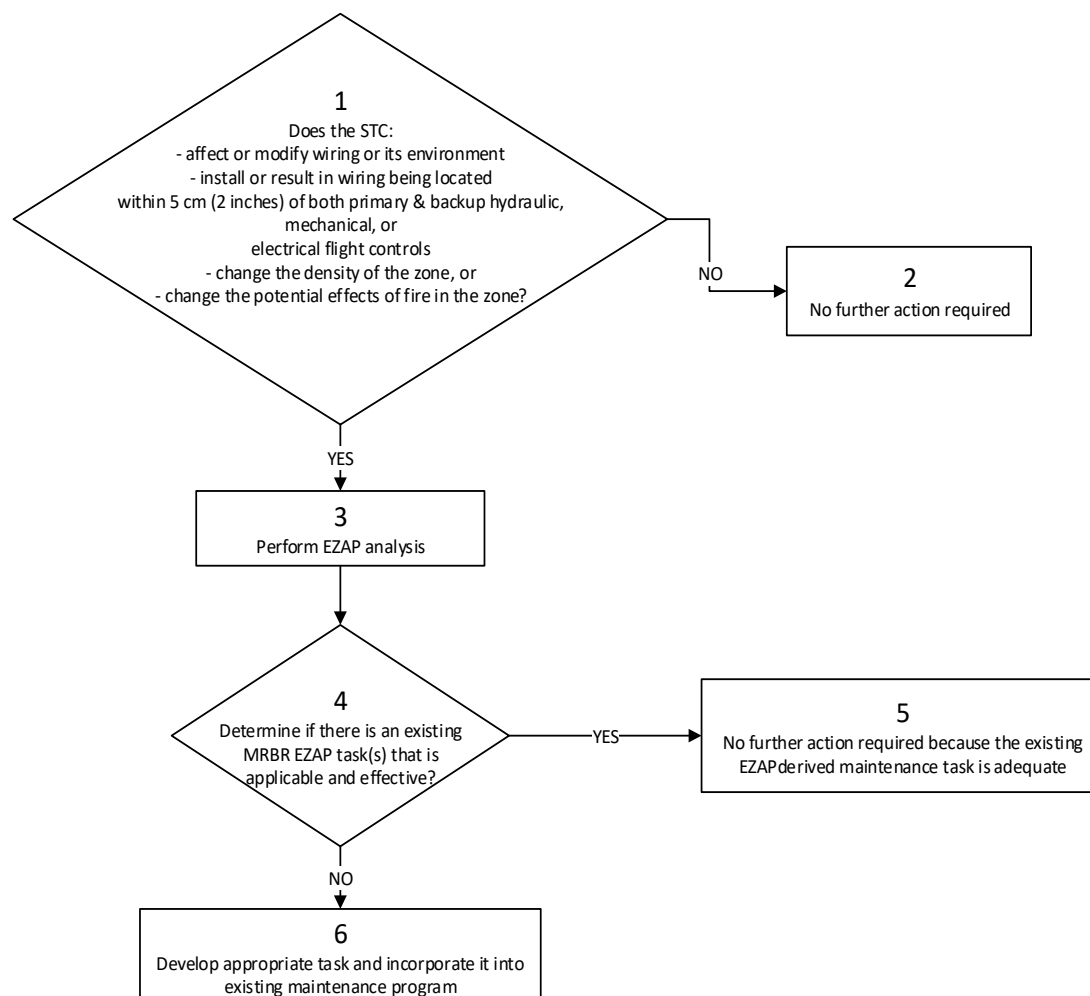 1
Does the STC:
- affect or modify wiring or its environment
- install or result in wiring being located
within 5 cm (2 inches) of both primary & backup hydraulic,
mechanical, or
electrical flight controls
- change the density of the zone, or
- change the potential effects of fire in the zone?
NO
2
No further action required
YES
3
Perform EZAP analysis
4
Determine if there is an existing
MRBR EZAP task(s) that is
applicable and effective?
YES
5
No further action required because the existing
EZAPderived maintenance task is adequate
NO
6
Develop appropriate task and incorporate it into
existing maintenance program